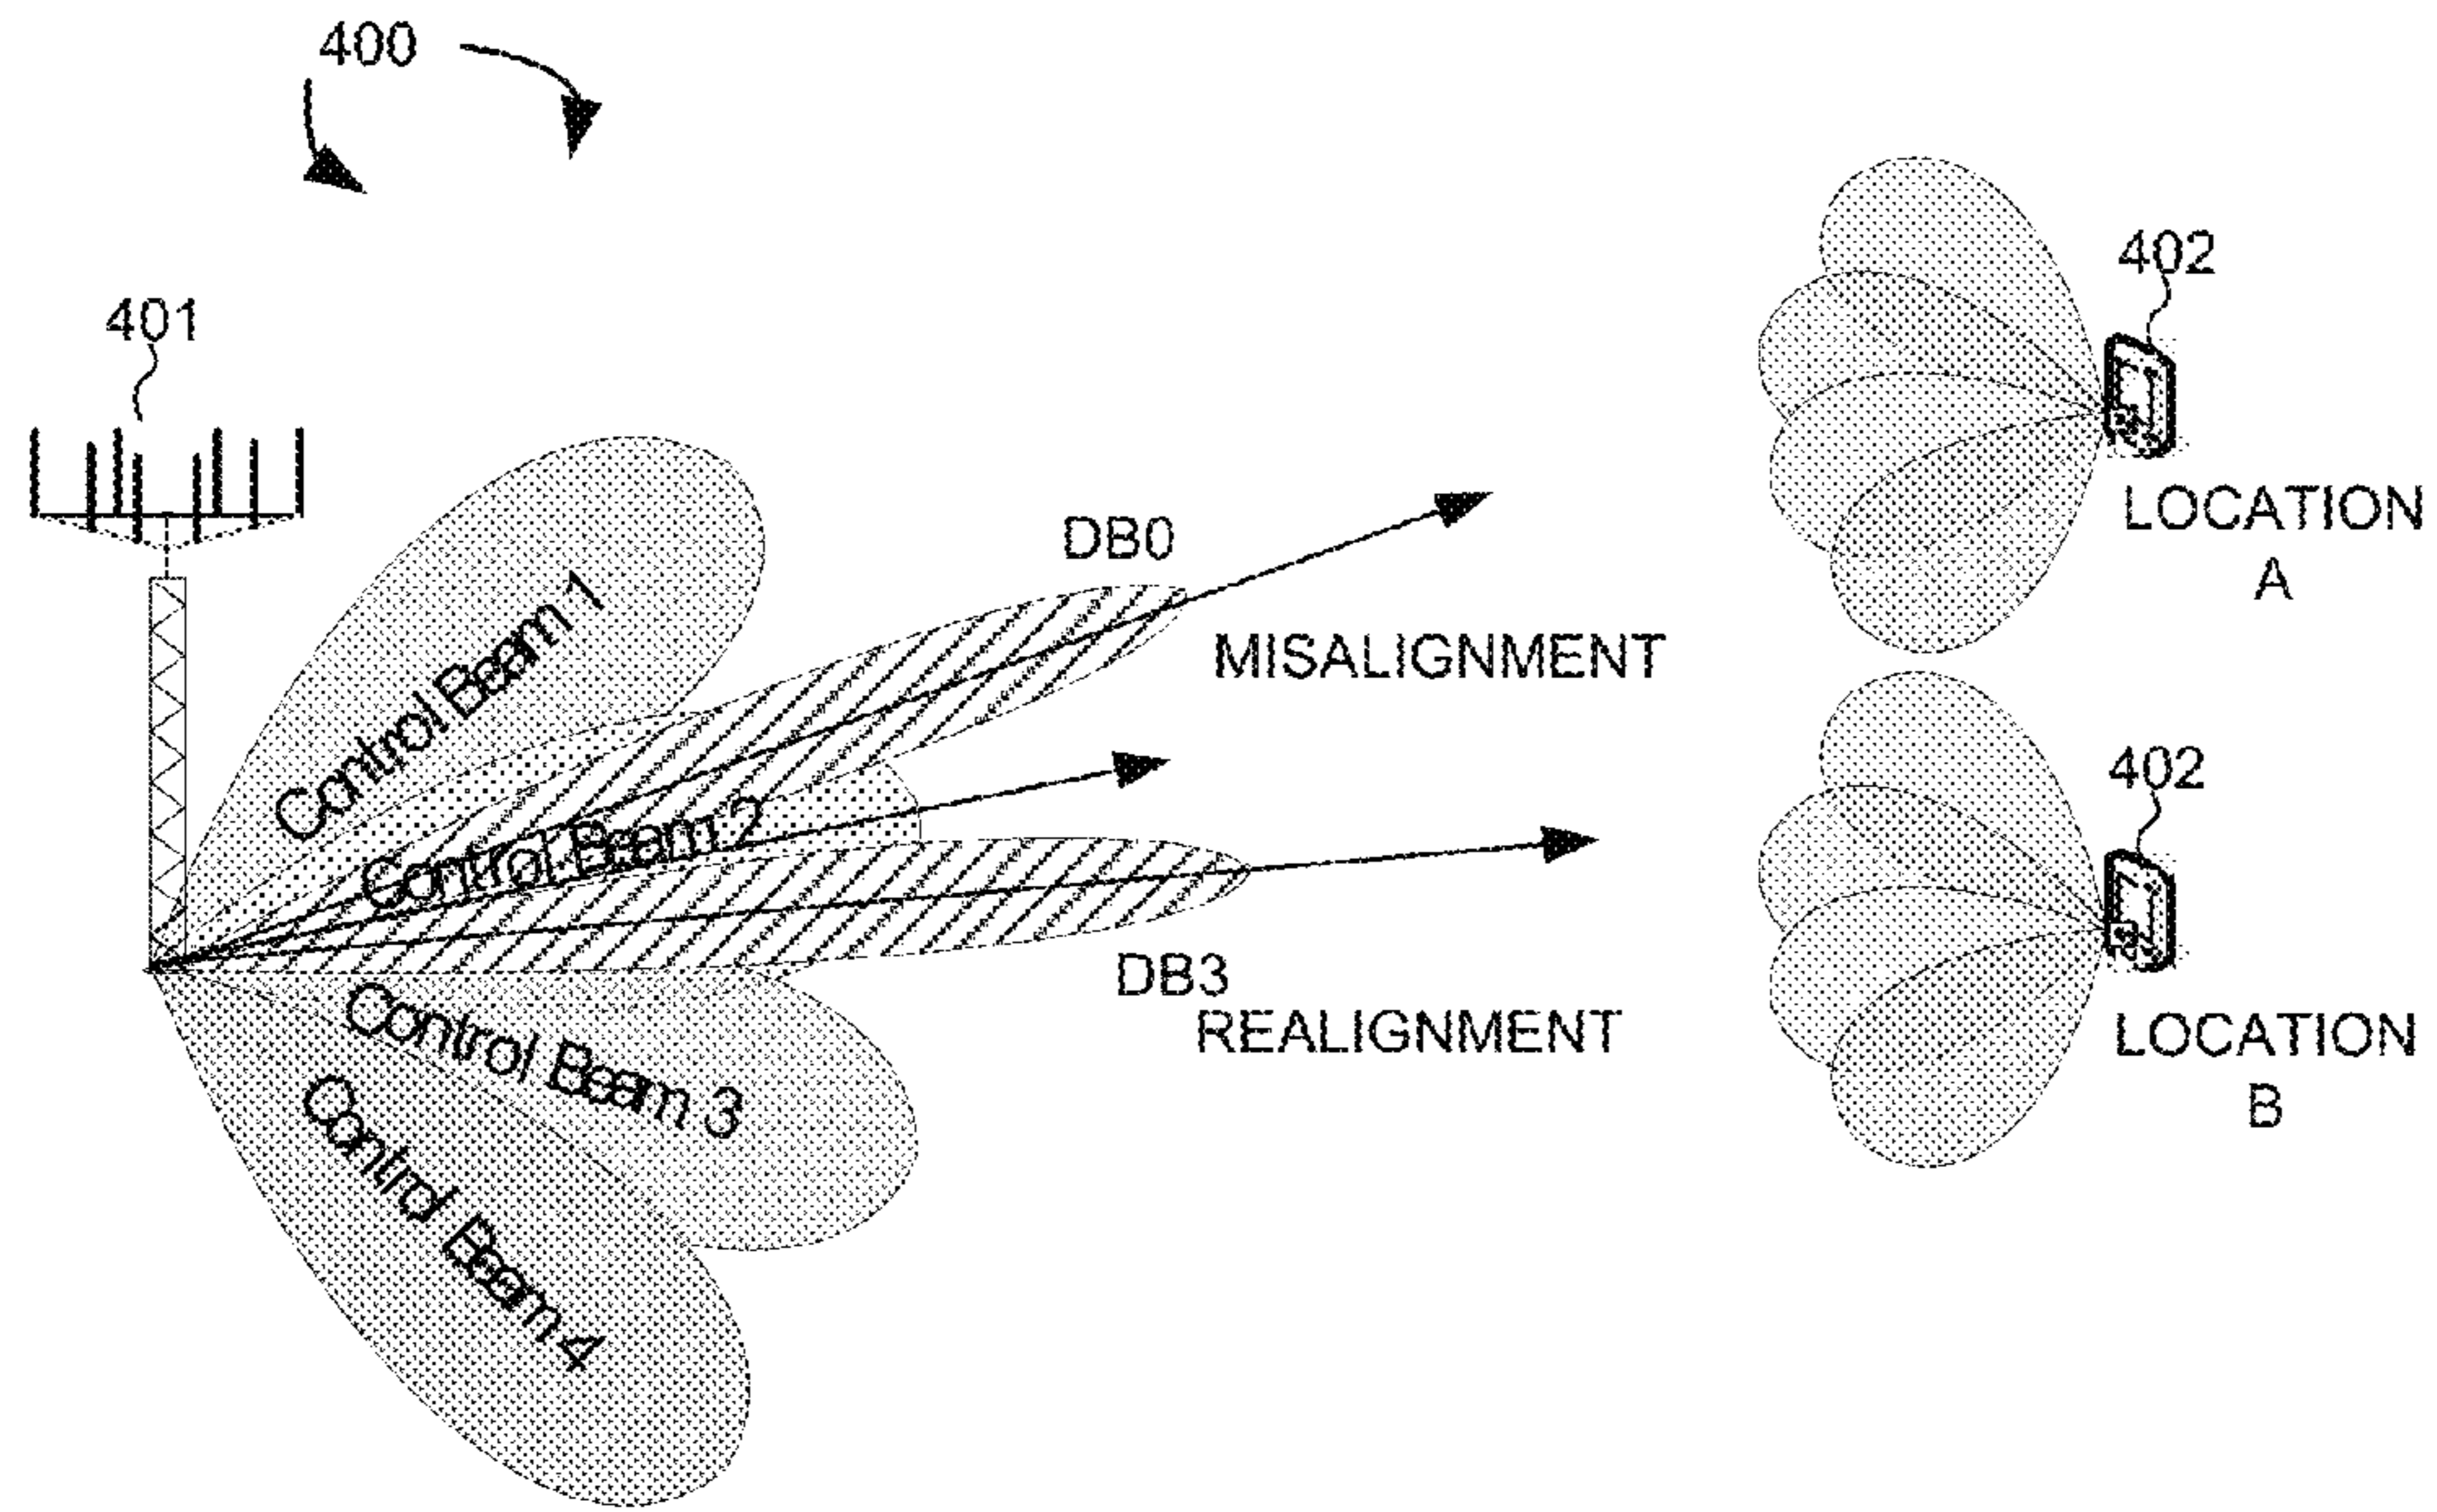 400
402
401
LOCATION
A
DB0
MISALIGNMENT
Control Beam 1
402
Control Beam 2
DB3
REALIGNMENT
LOCATION
B
Control Beam 3
Control Beam 4